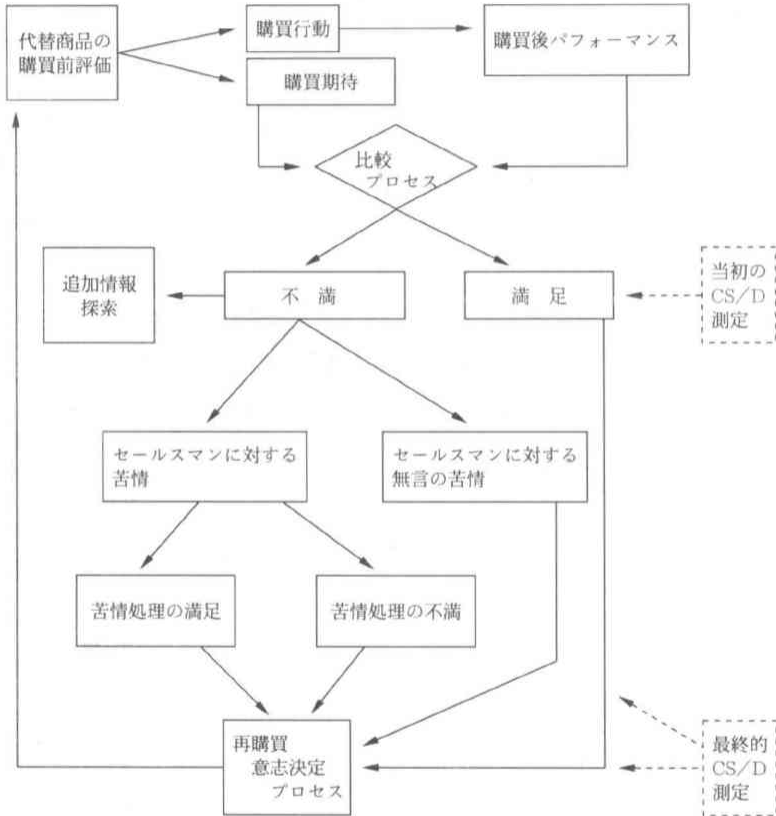 代替商品の
購買前評価
購買行動
購買期待
購買後パフォーマンス
比較
プロセス
追加情報
探索
不 満
満 足
当初の
CS/D
測定
セールスマンに対する
苦情
セールスマンに対する
無言の苦情
苦情処理の満足
苦情処理の不満
再購買
意志決定
プロセス
最終的
CS/D
測定